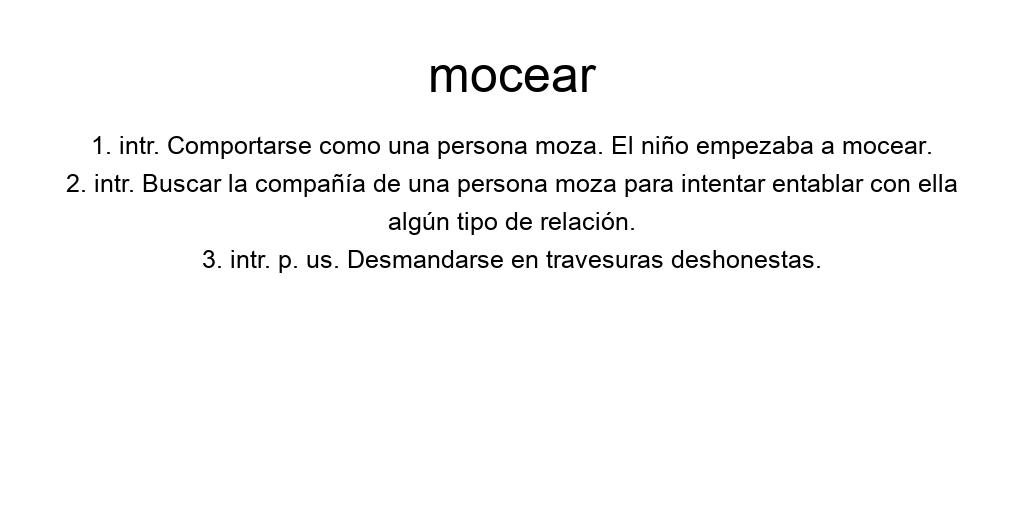 mocear
1. intr. Comportarse como una persona moza. El niño empezaba a mocear.
2. intr. Buscar la compañía de una persona moza para intentar entablar con ella
algún tipo de relación.
3. intr. p. us. Desmandarse en travesuras deshonestas.